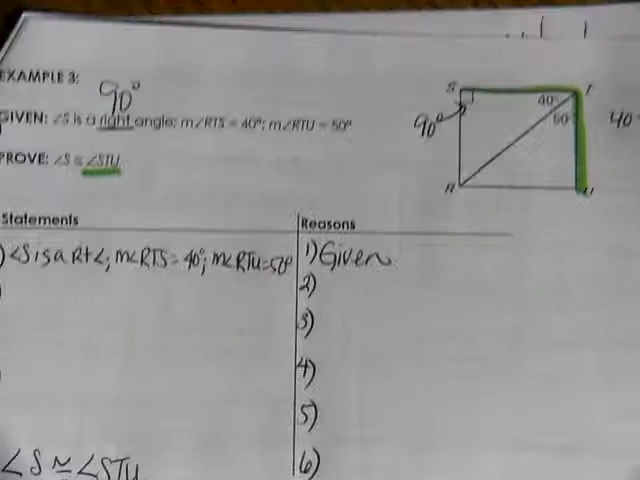 EXAMPLE 3:
90°
GIVEN: ∠S is a right angle; m∠RTS = 40°; m∠RTU = 50°
PROVE: ∠S ≅ ∠STU
S
T
40
50
90°
40
R
U
Statements
Reasons
) ∠S is a Rt∠; m∠RTS = 40°; m∠RTU = 50°
1) Given
2)
3)
4)
5)
∠S ≅ ∠STU
6)